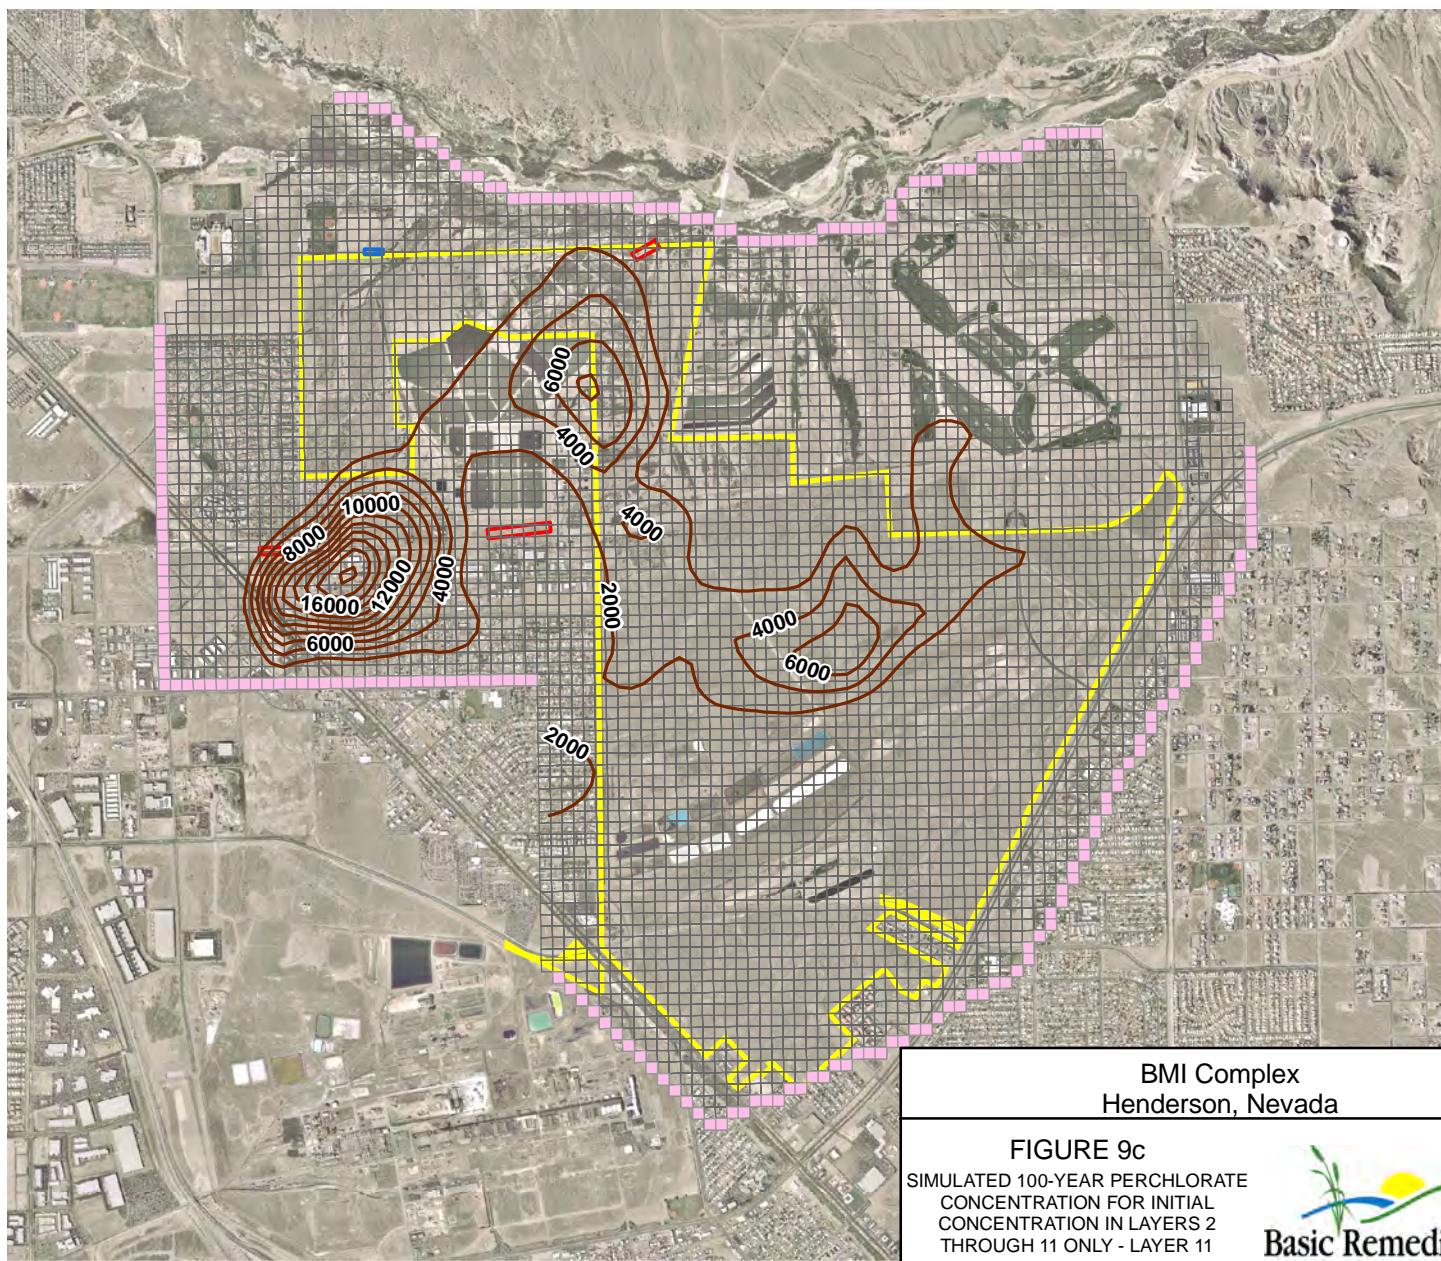 6000
4000
10000
8000
4000
12000
4000
16000
2000
4000
6000
6000
2000
BMI Complex
Henderson, Nevada
FIGURE 9c
SIMULATED 100-YEAR PERCHLORATE
CONCENTRATION FOR INITIAL
CONCENTRATION IN LAYERS 2
THROUGH 11 ONLY - LAYER 11
Basic Remedi